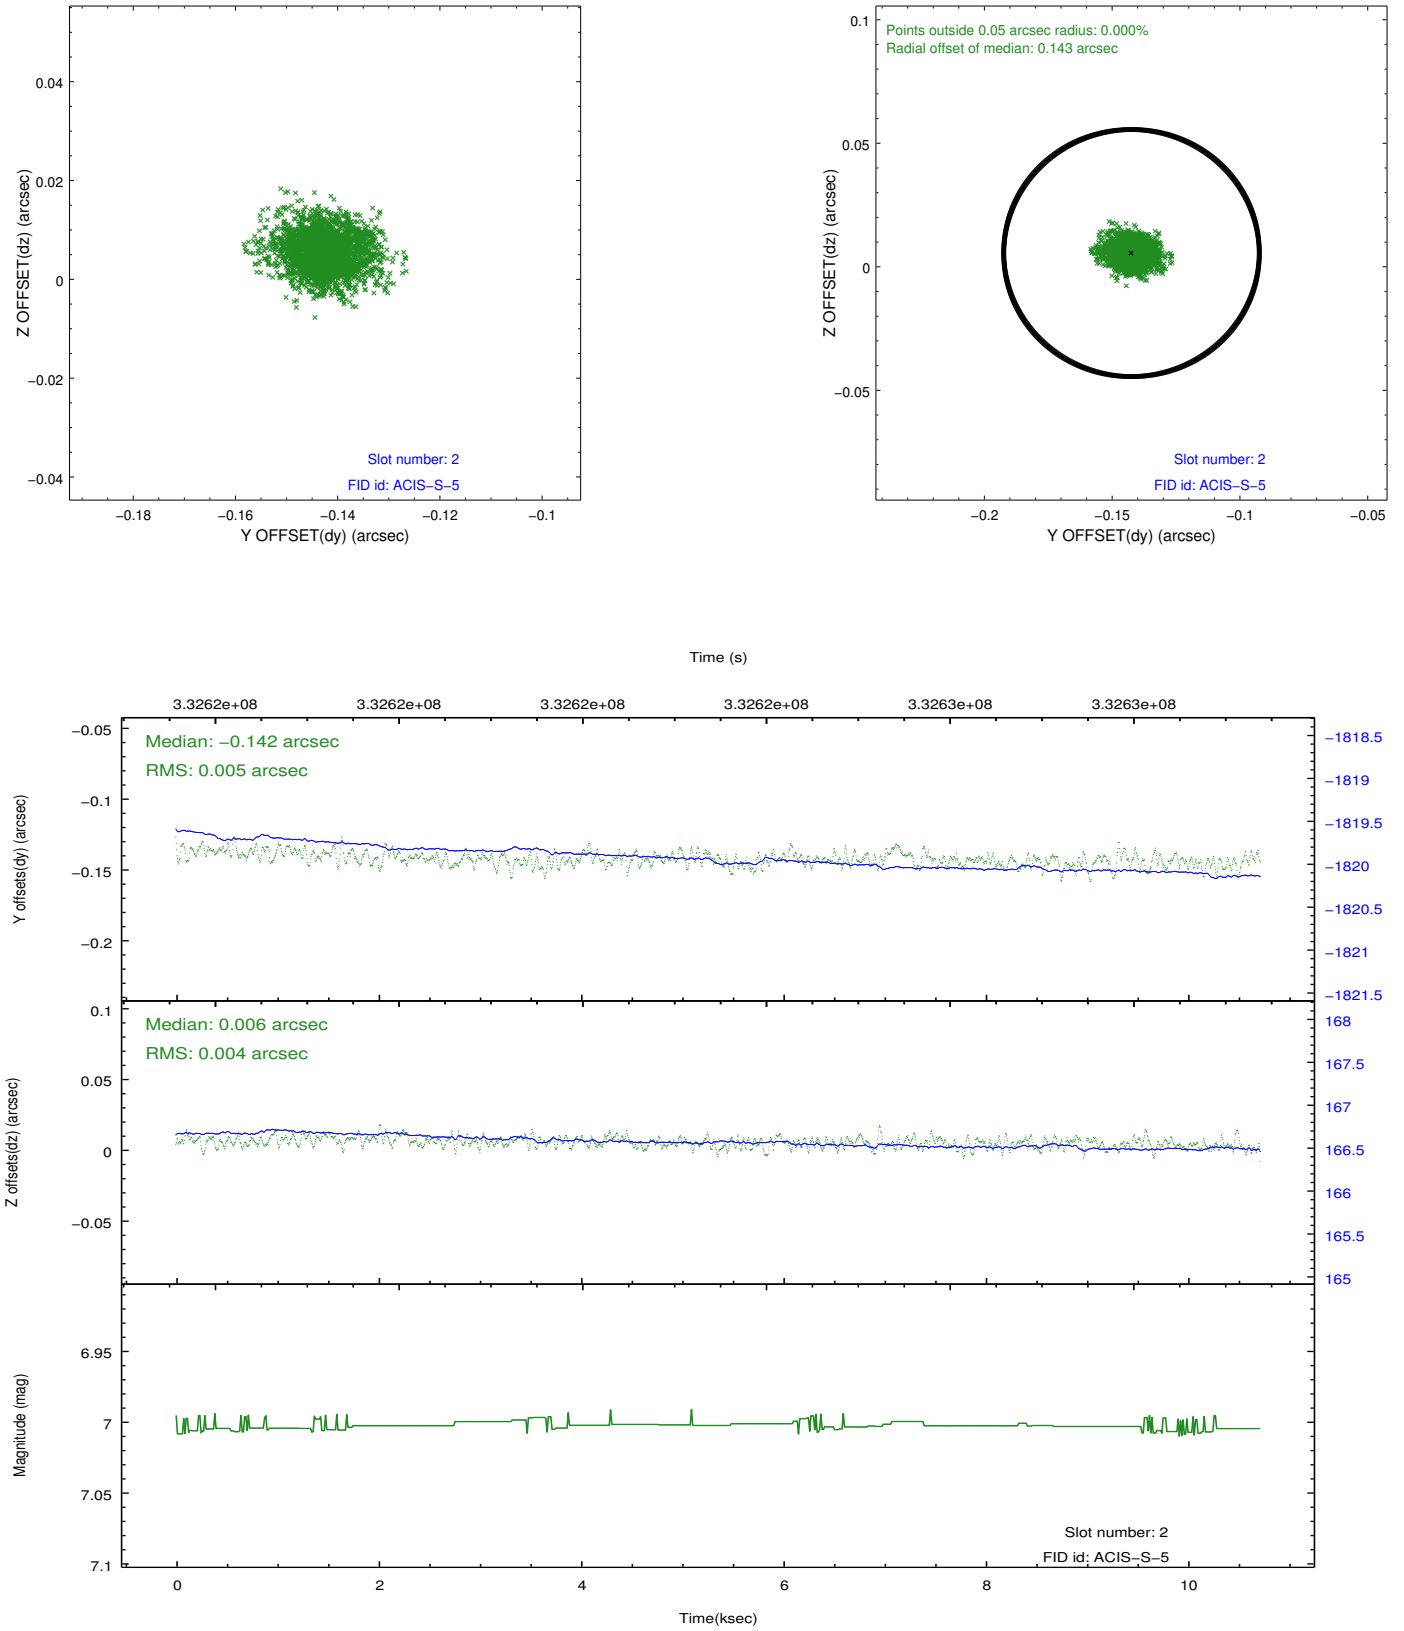 0.04
0.02
0
−0.02
−0.04
Z OFFSET(dz) (arcsec)
Slot number: 2
FID id: ACIS−S−5
−0.18
−0.16
−0.14
−0.12
−0.1
Y OFFSET(dy) (arcsec)
Points outside 0.05 arcsec radius: 0.000%
Radial offset of median: 0.143 arcsec
0.1
0.05
0
−0.05
Z OFFSET(dz) (arcsec)
Slot number: 2
FID id: ACIS−S−5
−0.2
−0.15
−0.1
−0.05
Y OFFSET(dy) (arcsec)
Time (s)
3.3262e+08
3.3262e+08
3.3262e+08
3.3262e+08
3.3263e+08
3.3263e+08
Median: −0.142 arcsec
RMS: 0.005 arcsec
−0.05
−0.1
−0.15
−0.2
Y offsets(dy) (arcsec)
−1818.5
−1819
−1819.5
−1820
−1820.5
−1821
−1821.5
Median: 0.006 arcsec
RMS: 0.004 arcsec
0.1
0.05
0
−0.05
Z offsets(dz) (arcsec)
168
167.5
167
166.5
166
165.5
165
6.95
7
7.05
7.1
Magnitude (mag)
Slot number: 2
FID id: ACIS−S−5
0
2
4
6
8
10
Time(ksec)